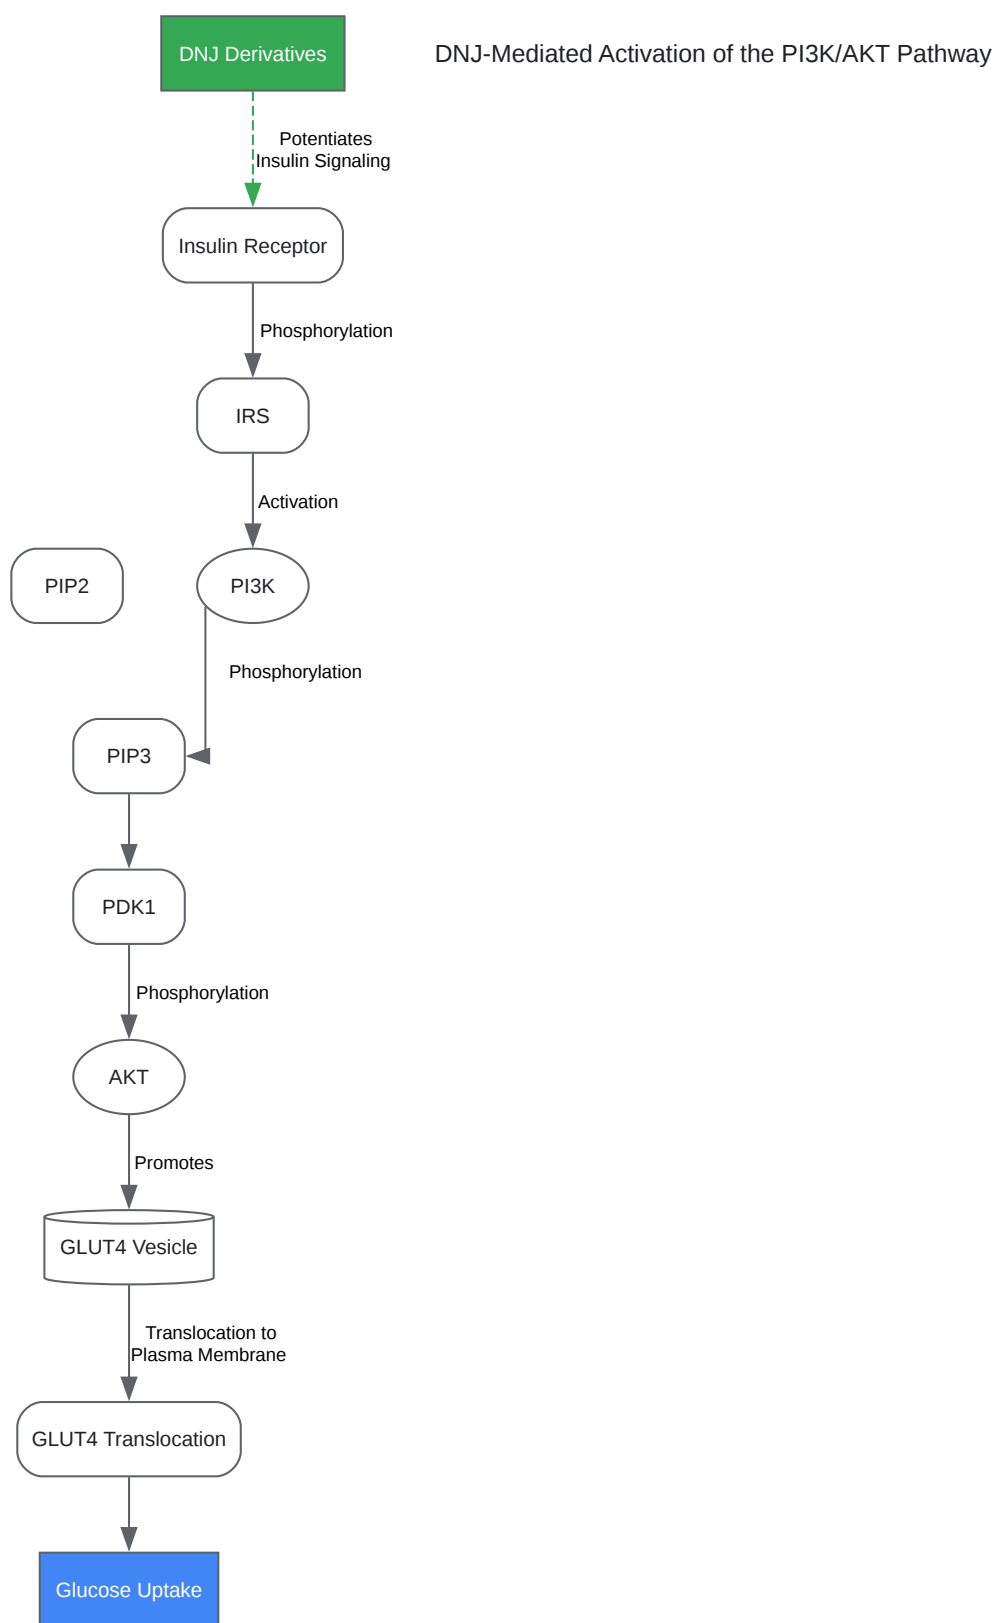 DNJ Derivatives
DNJ-Mediated Activation of the PI3K/AKT Pathway
Potentiates
Insulin Signaling
Insulin Receptor
Phosphorylation
IRS
Activation
PIP2
PI3K
Phosphorylation
PIP3
PDK1
Phosphorylation
AKT
Promotes
GLUT4 Vesicle
Translocation to
Plasma Membrane
GLUT4 Translocation
Glucose Uptake